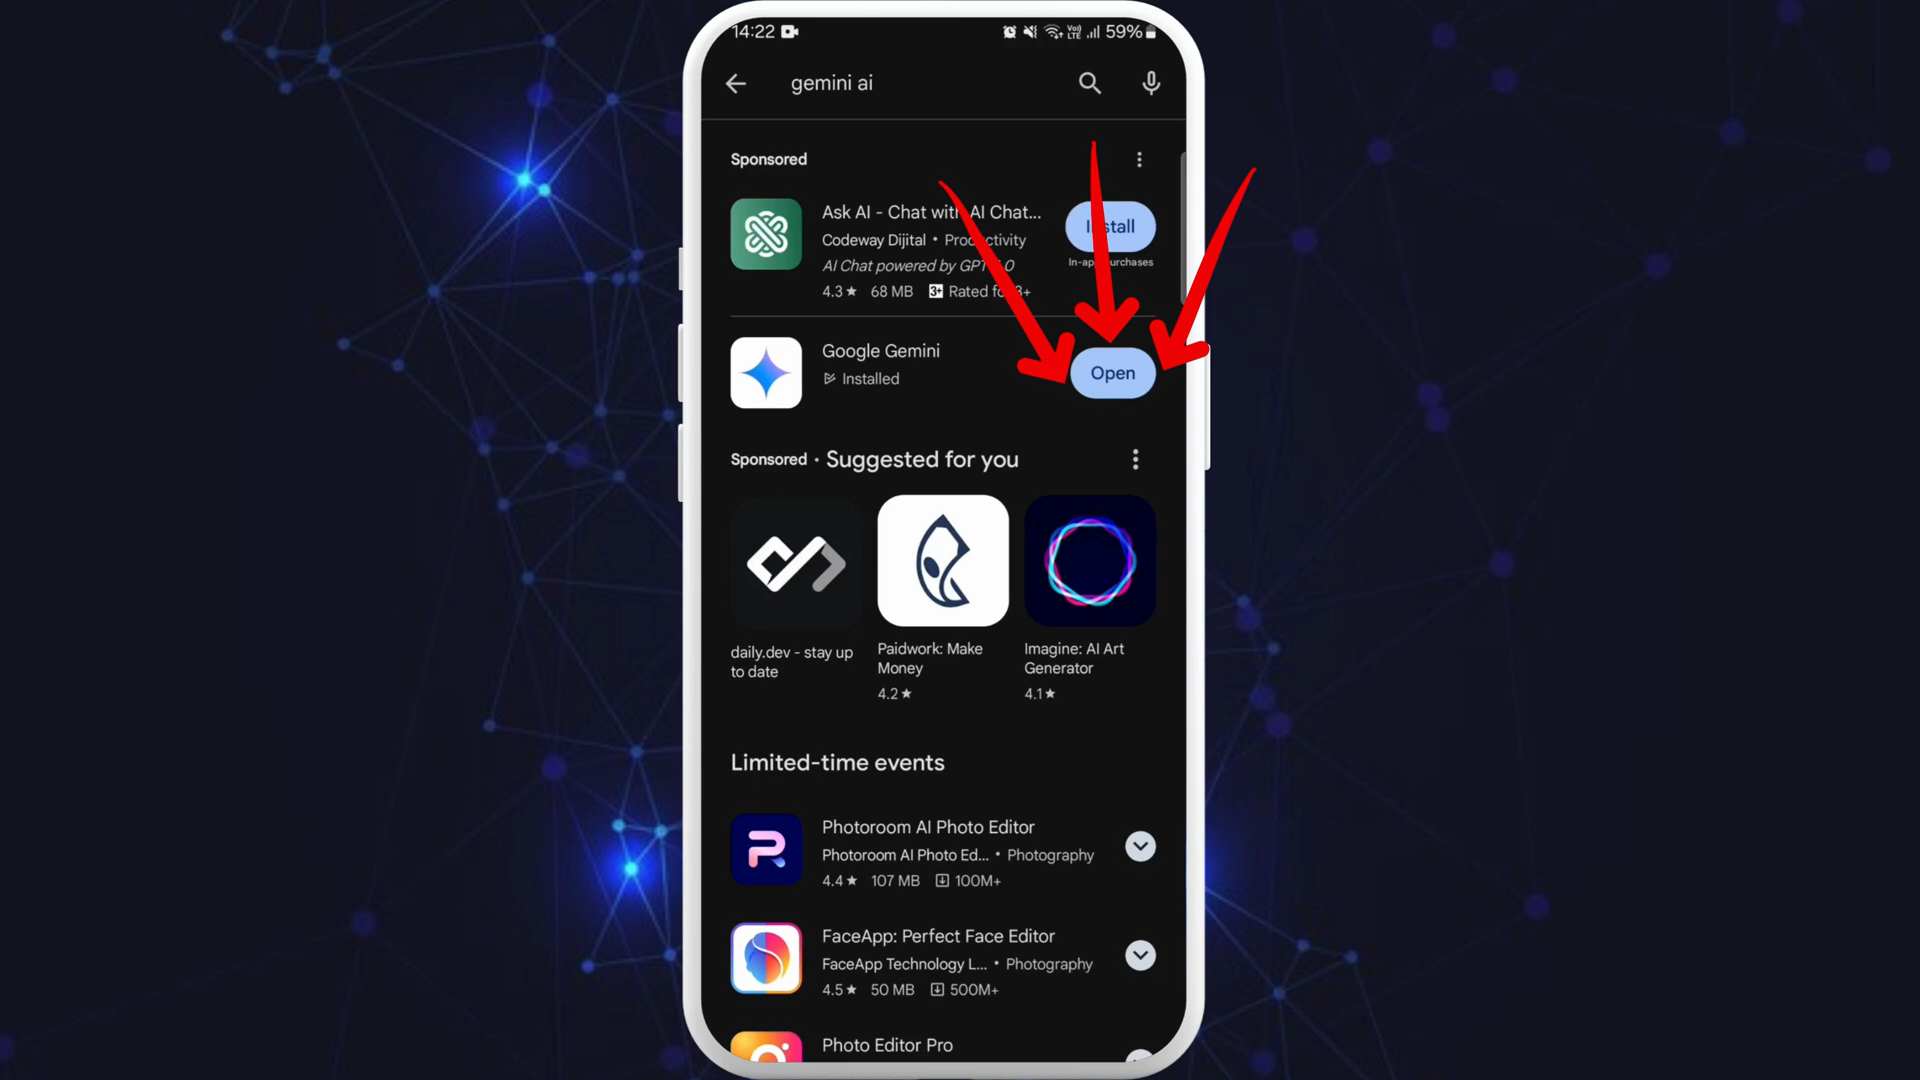 14:22
Vo))
LTE
59%
gemini ai
Sponsored
Ask AI - Chat with AI Chat...
Install
Codeway Dijital • Productivity
In-app purchases
AI Chat powered by
4.3★ 68 MB 3+ Rated for 3+
Google Gemini
Installed
Open
Sponsored · Suggested for you
daily.dev - stay up
to date
Paidwork: Make
Money
4.2★
Imagine: AI Art
Generator
4.1★
Limited-time events
Photoroom AI Photo Editor
Photoroom AI Photo Ed... • Photography
4.4★ 107 MB 100M+
FaceApp: Perfect Face Editor
FaceApp Technology L... • Photography
4.5★ 50 MB 500M+
Photo Editor Pro